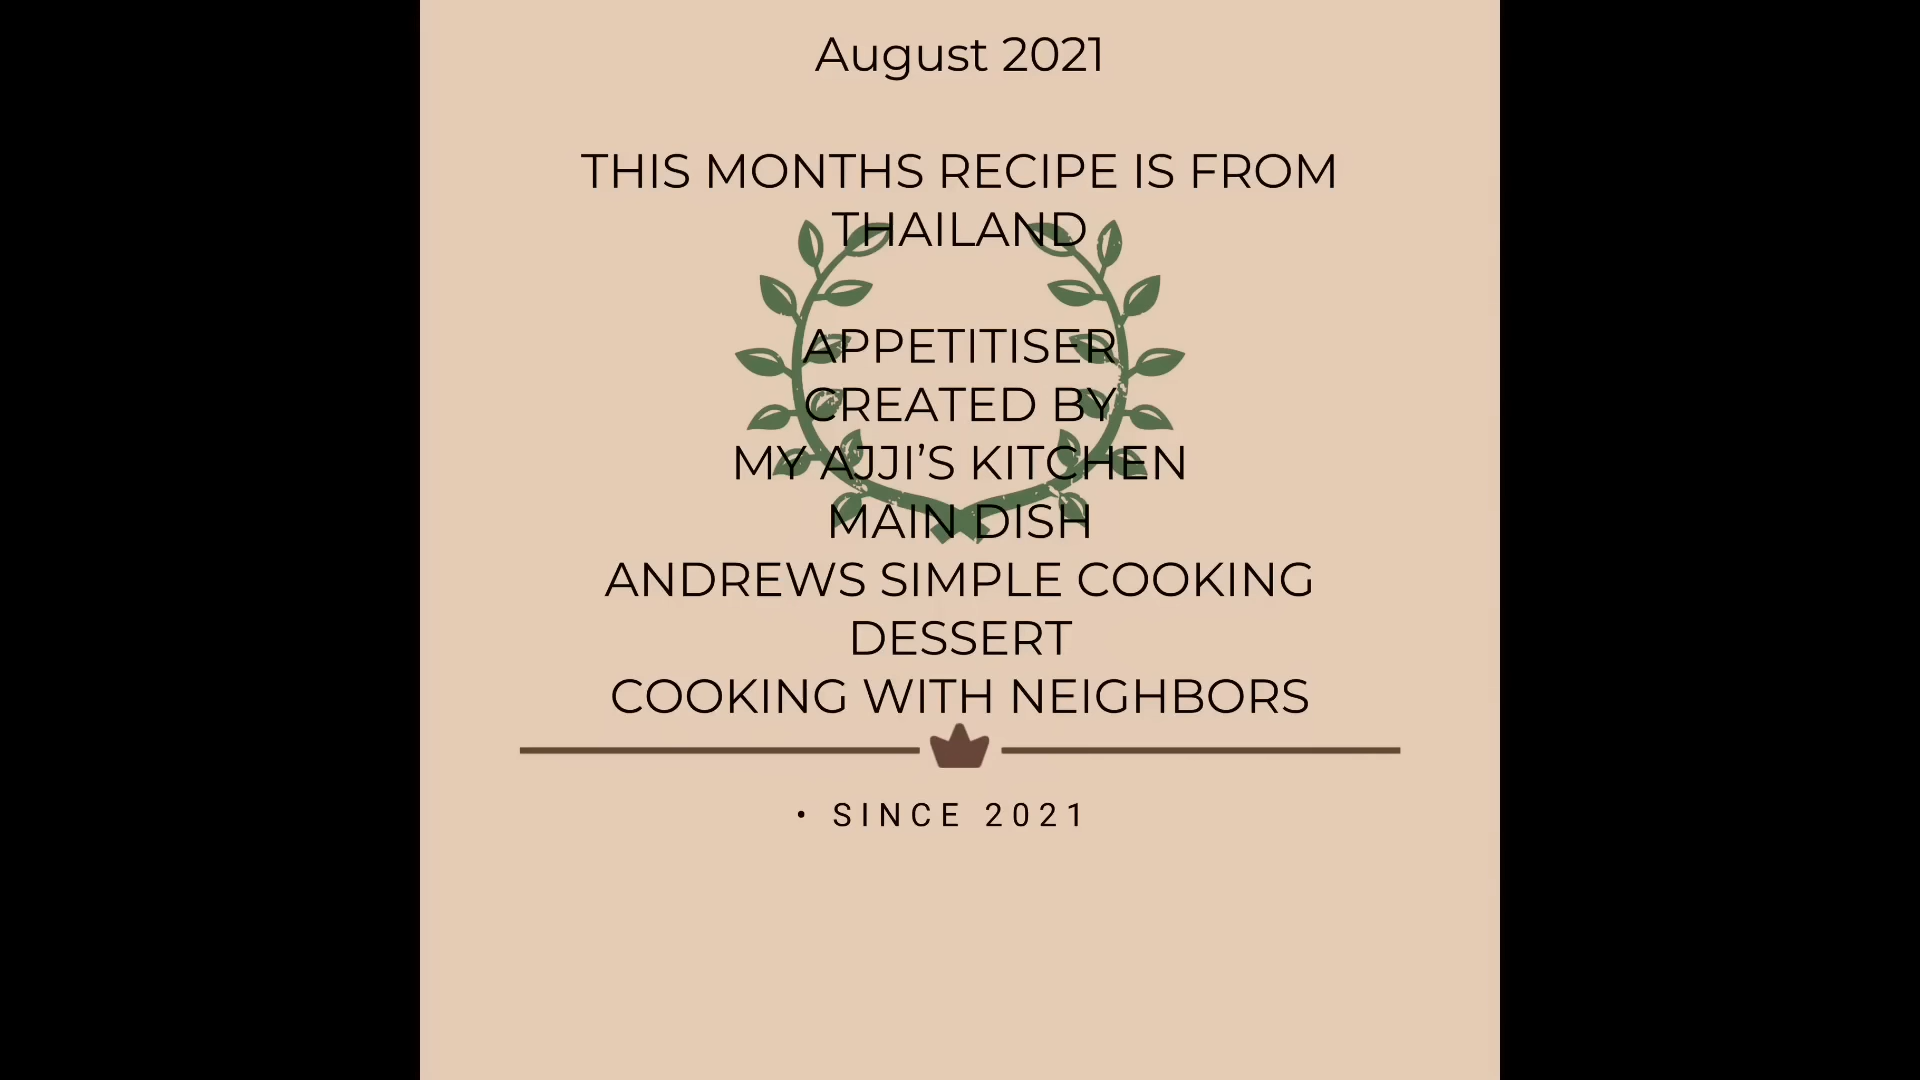 August 2021
THIS MONTHS RECIPE IS FROM
THAILAND
APPETITISER
CREATED BY
MY AJJI’S KITCHEN
MAIN DISH
ANDREWS SIMPLE COOKING
DESSERT
COOKING WITH NEIGHBORS
• SINCE 2021